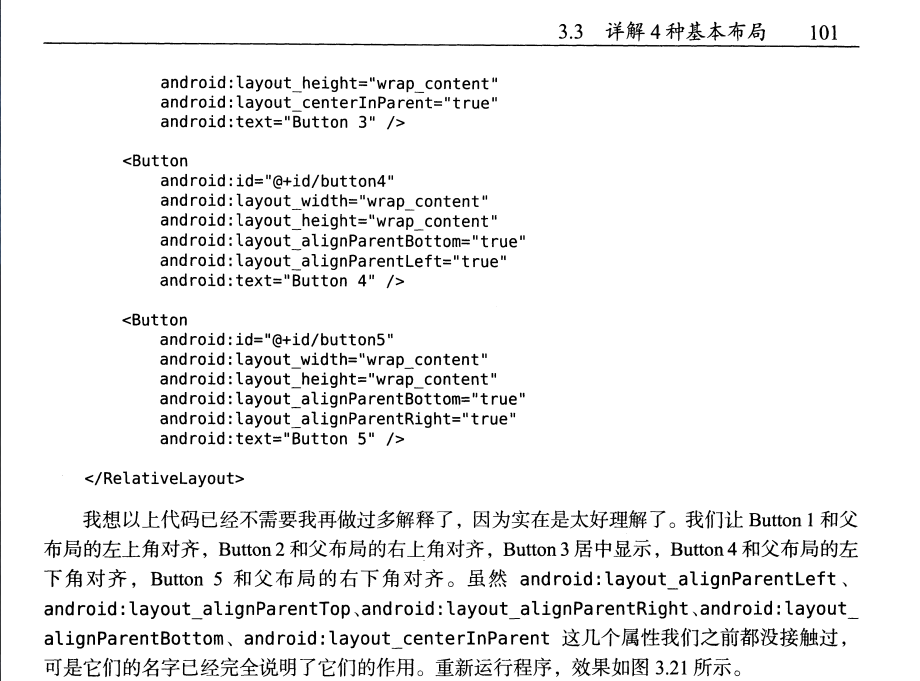 3.3 详解 4 种基本布局 101
android:layout_height="wrap_content"
android:layout_centerInParent="true"
android:text="Button 3" />
<Button
android:id="@+id/button4"
android:layout_width="wrap_content"
android:layout_height="wrap_content"
android:layout_alignParentBottom="true"
android:layout_alignParentLeft="true"
android:text="Button 4" />
<Button
android:id="@+id/button5"
android:layout_width="wrap_content"
android:layout_height="wrap_content"
android:layout_alignParentBottom="true"
android:layout_alignParentRight="true"
android:text="Button 5" />
</RelativeLayout>
我想以上代码已经不需要我再做过多解释了，因为实在是太好理解了。我们让 Button 1 和父
布局的左上角对齐，Button 2 和父布局的右上角对齐，Button 3 居中显示，Button 4 和父布局的左
下角对齐，Button 5 和父布局的右下角对齐。虽然 android:layout_alignParentLeft、
android:layout_alignParentTop、android:layout_alignParentRight、android:layout_
alignParentBottom、android:layout_centerInParent 这几个属性我们之前都没接触过，
可是它们的名字已经完全说明了它们的作用。重新运行程序，效果如图 3.21 所示。